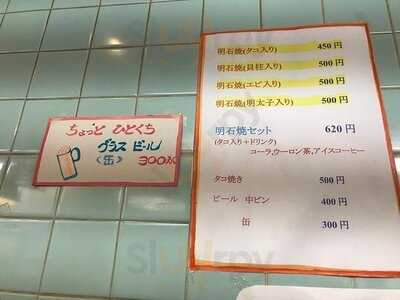 ちょっと ひとくち
グラス ビール
(缶) 300円
明石焼(タコ入り) 450円
明石焼(貝柱入り) 500円
明石焼(エビ入り) 500円
明石焼(明太子入り) 500円
明石焼セット 620円
(タコ入り+ドリンク)
コーラ,ウーロン茶,アイスコーヒー
タコ焼き 500円
ビール 中ビン 400円
缶 300円